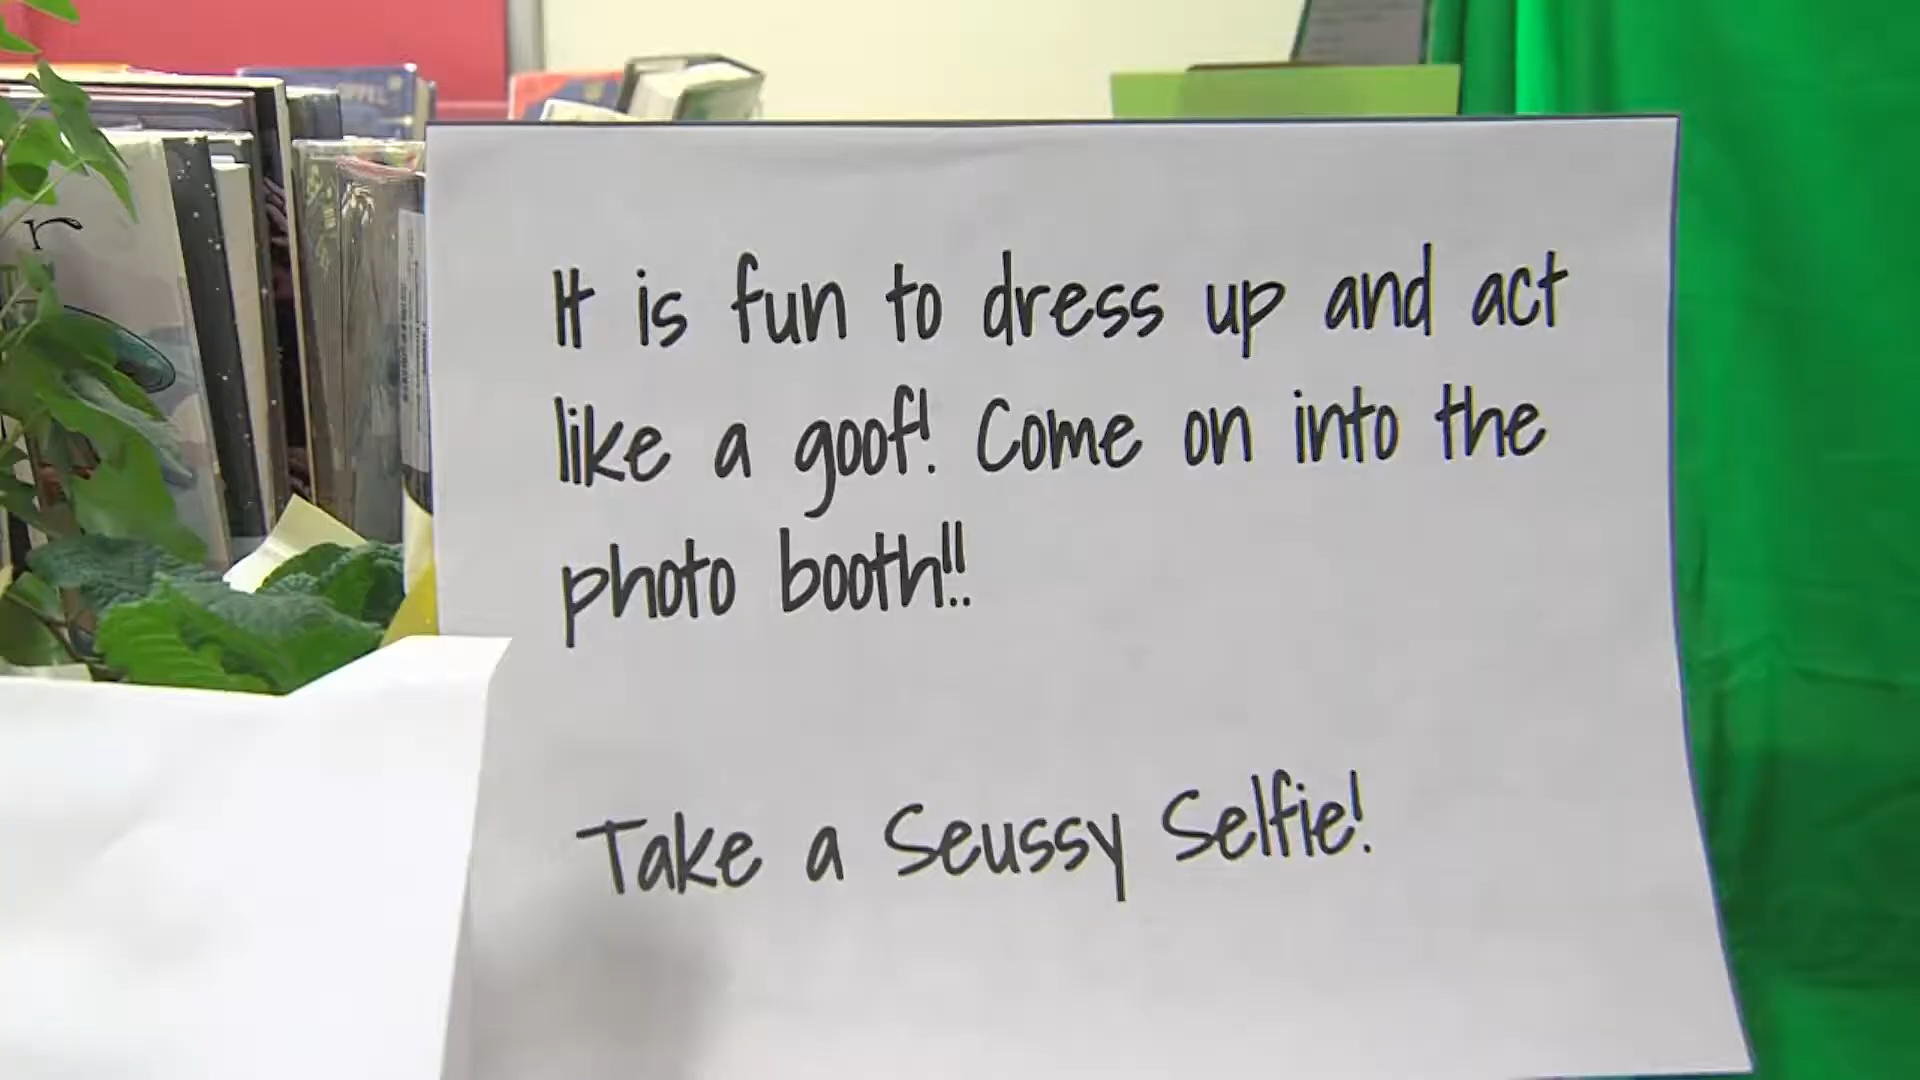 It is fun to dress up and act
like a goof! Come on into the
photo booth!!
Take a Seussy Selfie!